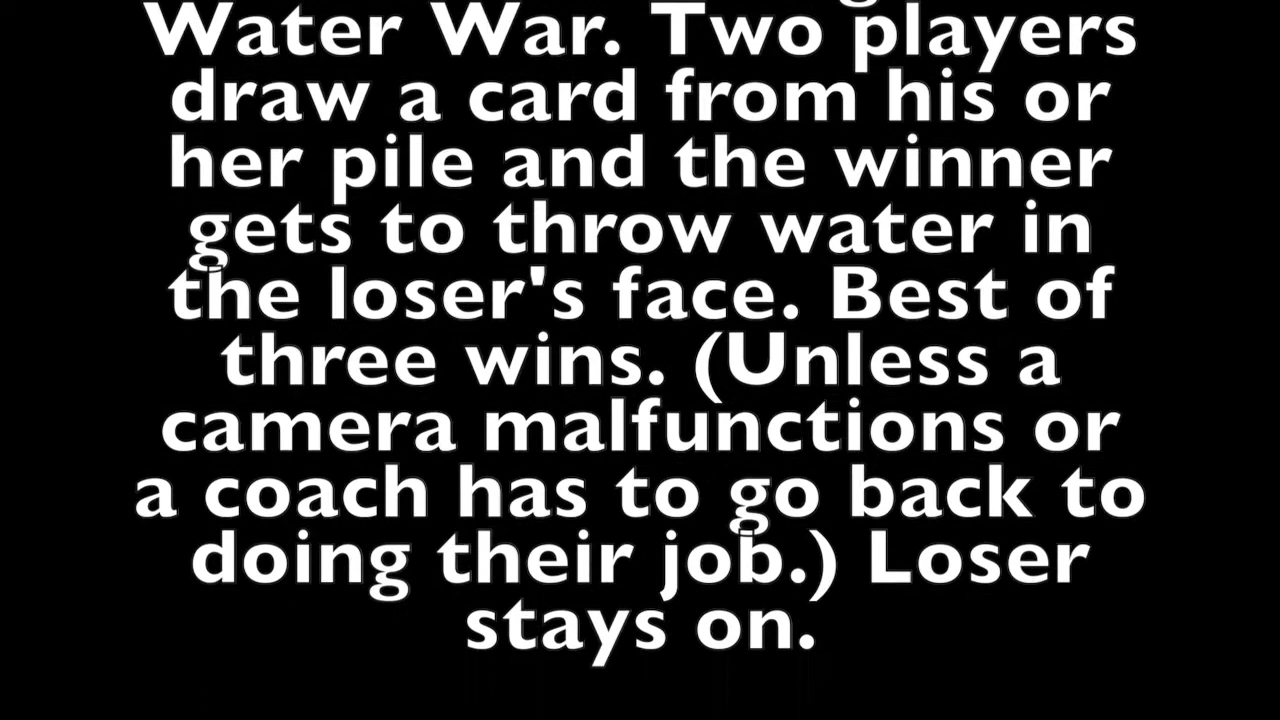 Water War. Two players
draw a card from his or
her pile and the winner
gets to throw water in
the loser's face. Best of
three wins. (Unless a
camera malfunctions or
a coach has to go back to
doing their job.) Loser
stays on.